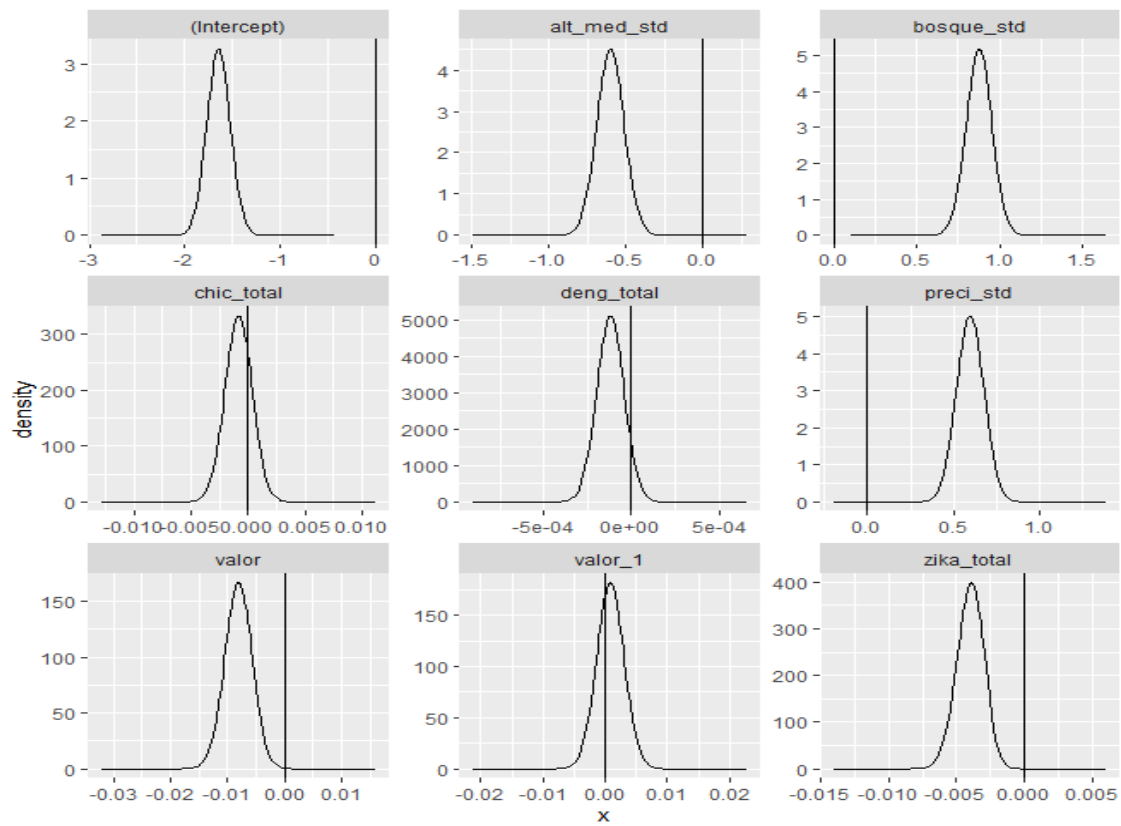 (Intercept) alt_med_std bosque_std
3 2 1 0
-3 -2 -1 0
4 3 2 1 0
-1.5 -1.0 -0.5 0.0
5 4 3 2 1 0
0.0 0.5 1.0 1.5
chic_total deng_total preci_std
300 200 100 0
-0.010 -0.005 0.000 0.005 0.010
5000 4000 3000 2000 1000 0
-5e-04 0e+00 5e-04
5 4 3 2 1 0
0.0 0.5 1.0
density
valor valor_1 zika_total
150 100 50 0
-0.03 -0.02 -0.01 0.00 0.01
150 100 50 0
-0.02 -0.01 0.00 0.01 0.02
400 300 200 100 0
-0.015 -0.010 -0.005 0.000 0.005
x